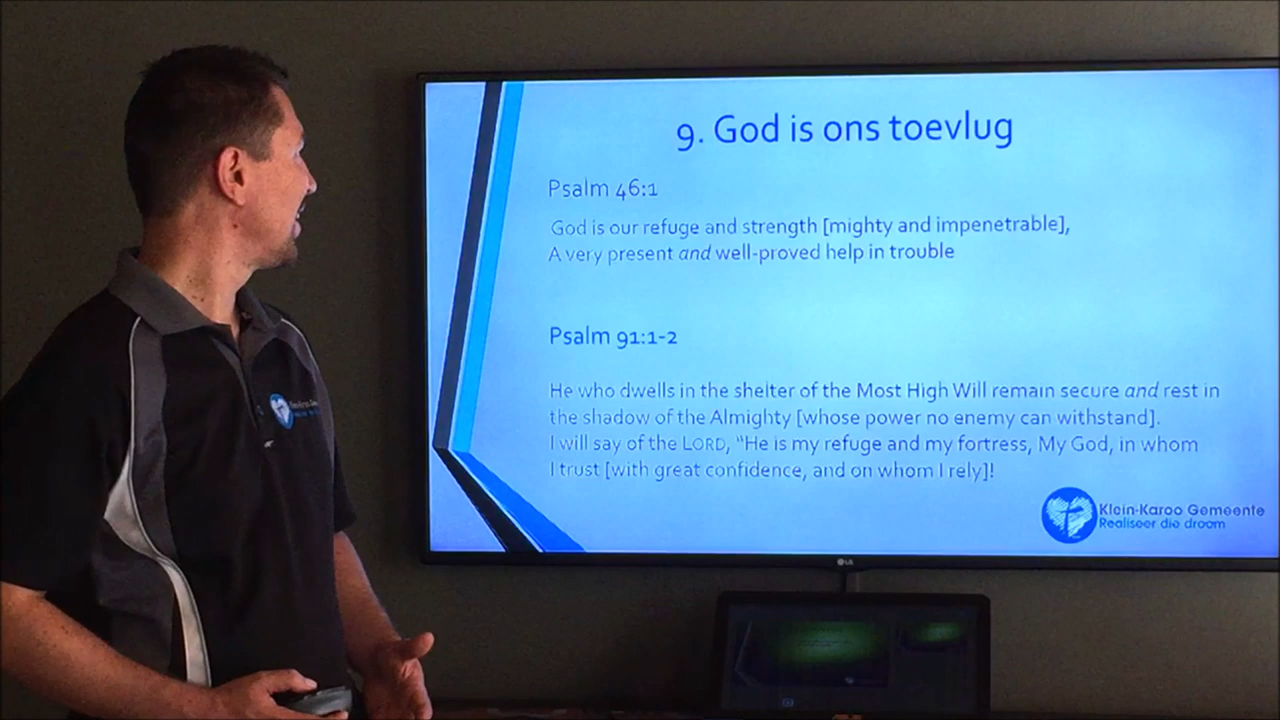 9. God is ons toevlug
Psalm 46:1
God is our refuge and strength [mighty and impenetrable],
A very present and well-proved help in trouble
Psalm 91:1-2
He who dwells in the shelter of the Most High Will remain secure and rest in
the shadow of the Almighty [whose power no enemy can withstand].
I will say of the LORD, “He is my refuge and my fortress, My God, in whom
I trust [with great confidence, and on whom I rely]!
Klein-Karoo Gemeente
Realiseer die droom
LG